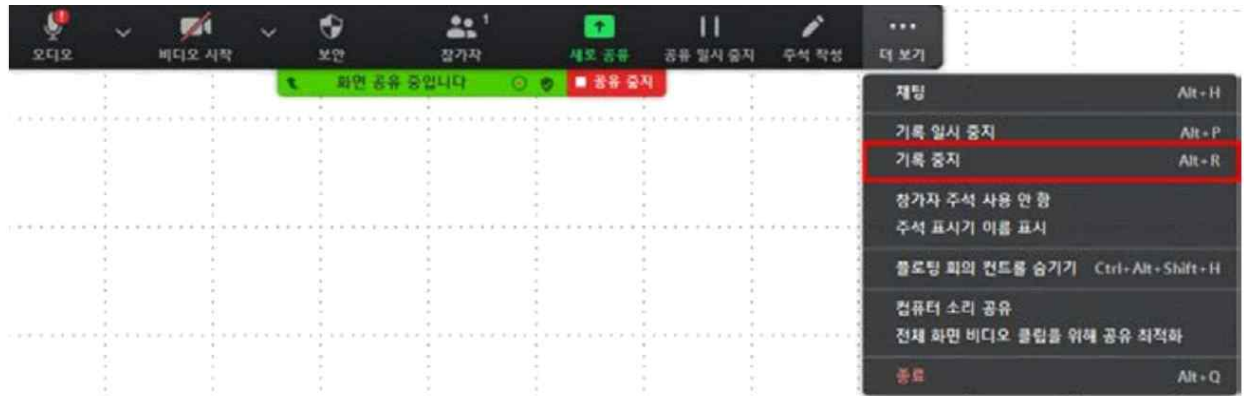 오디오 비디오 시작 보안 참가자 1 새로 공유 공유 일시 중지 주석 작성 더 보기
화면 공유 중입니다 공유 중지
채팅 Alt+H
기록 일시 중지 Alt+P
기록 중지 Alt+R
참가자 주석 사용 안 함
주석 표시기 이름 표시
플로팅 회의 컨트롤 숨기기 Ctrl+Alt+Shift+H
컴퓨터 소리 공유
전체 화면 비디오 클립을 위해 공유 최적화
종료 Alt+Q